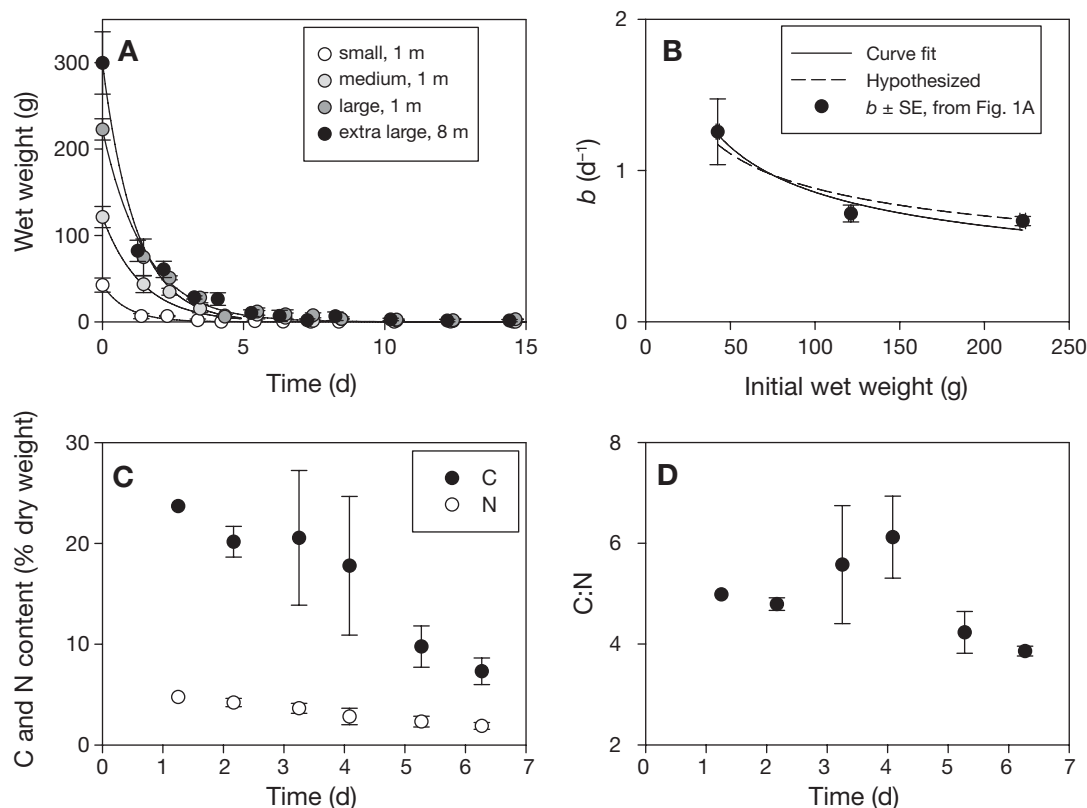 A
small, 1 m
medium, 1 m
large, 1 m
extra large, 8 m
Wet weight (g)
300
200
100
0
0 5 10 15
Time (d)
B
Curve fit
Hypothesized
b ± SE, from Fig. 1A
b (d⁻¹)
2
1
0
0 50 100 150 200 250
Initial wet weight (g)
C
C
N
C and N content (% dry weight)
30
20
10
0
0 1 2 3 4 5 6 7
Time (d)
D
C:N
8
6
4
2
0 1 2 3 4 5 6 7
Time (d)